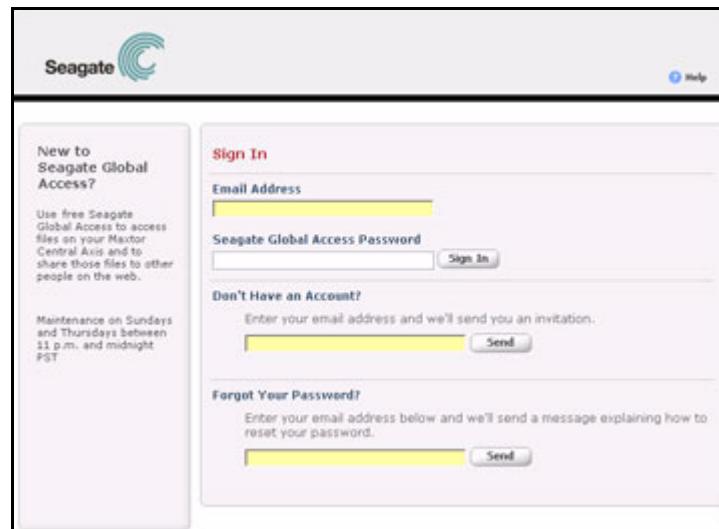 Seagate
Help
New to
Seagate Global
Access?
Use free Seagate
Global Access to access
files on your Maxtor
Central Axis and to
share those files to other
people on the web.
Maintenance on Sundays
and Thursdays between
11 p.m. and midnight
PST
Sign In
Email Address
Seagate Global Access Password
Sign In
Don't Have an Account?
Enter your email address and we'll send you an invitation.
Send
Forgot Your Password?
Enter your email address below and we'll send a message explaining how to
reset your password.
Send